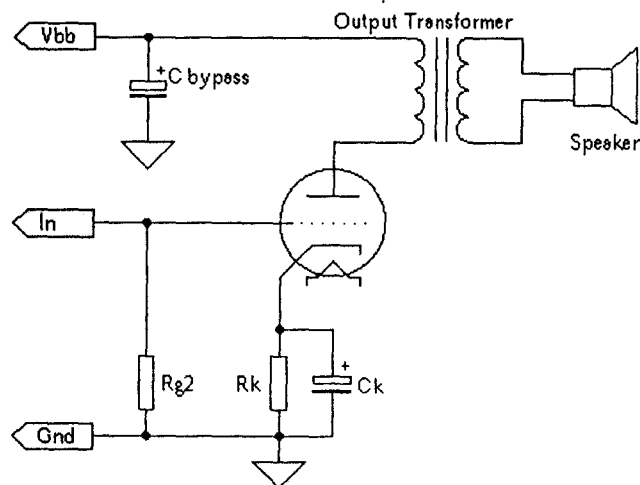 Output Transformer
Vbb
+
C bypass
Speaker
In
Rg2
Rk
+
Ck
Gnd